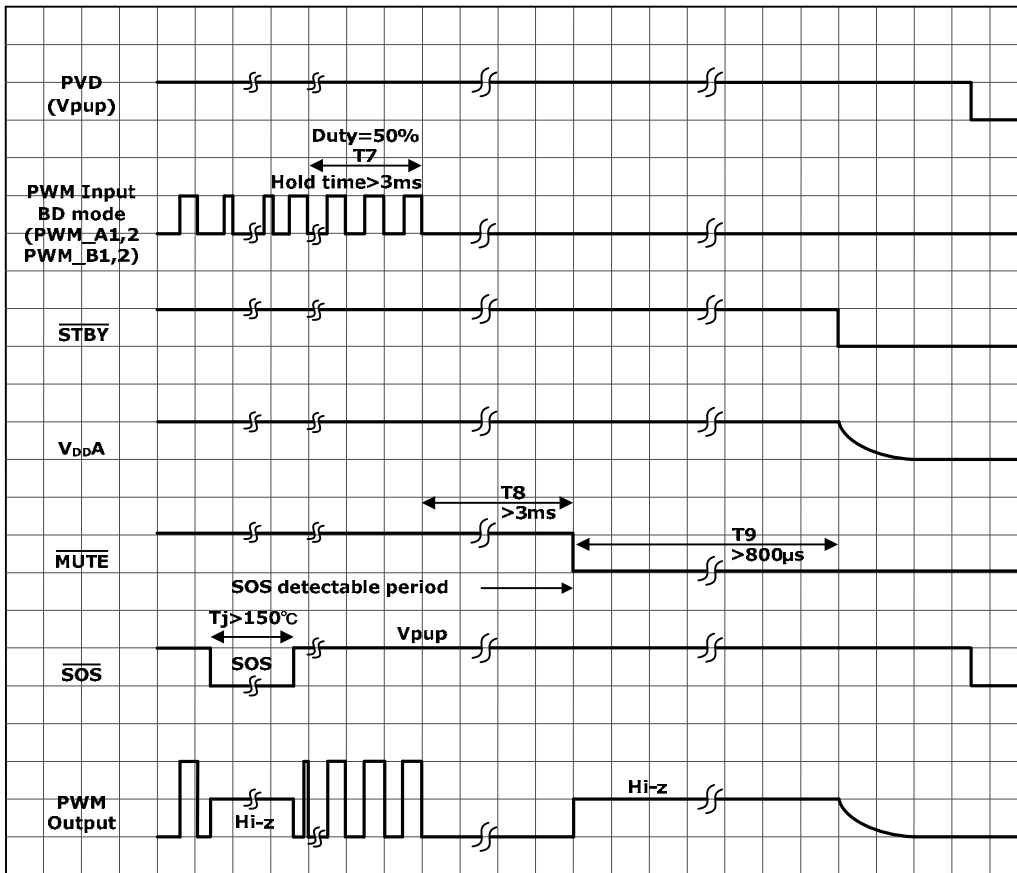 PVD
(Vpup)
Duty=50%
T7
Hold time>3ms
PWM Input
BD mode
(PWM_A1,2
PWM_B1,2)
STBY
VDDA
T8
>3ms
MUTE
T9
>800µs
SOS detectable period
Tj>150℃
Vpup
SOS
SOS
PWM
Output
Hi-z
Hi-z